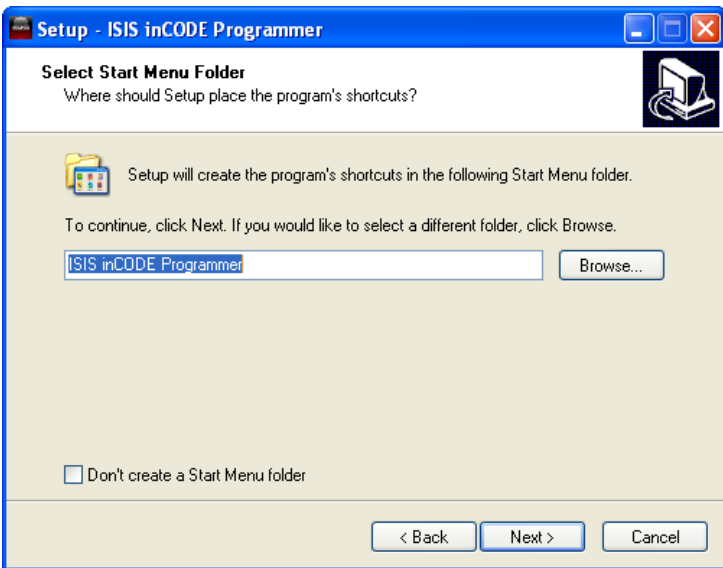 Setup - ISIS inCODE Programmer
Select Start Menu Folder
Where should Setup place the program's shortcuts?
Setup will create the program's shortcuts in the following Start Menu folder.
To continue, click Next. If you would like to select a different folder, click Browse.
ISIS inCODE Programmer
Browse...
Don't create a Start Menu folder
< Back
Next >
Cancel